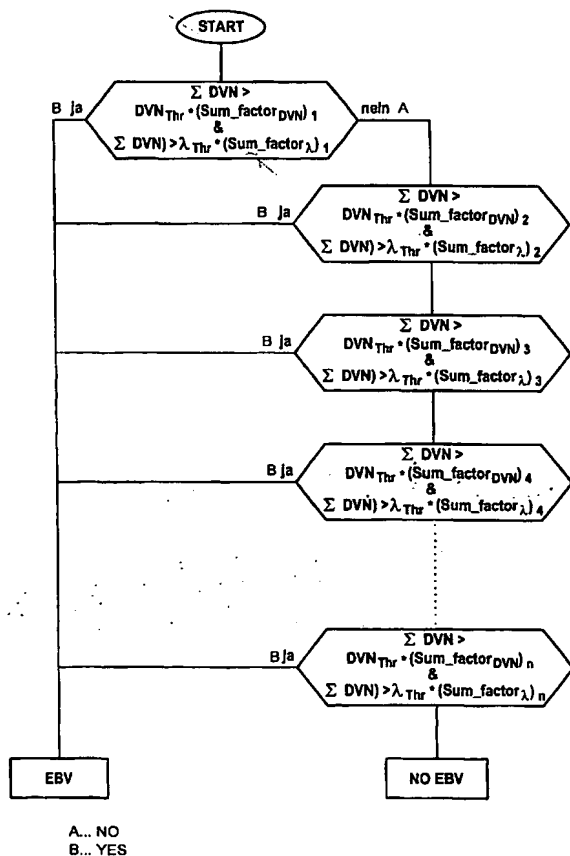 START
Σ DVN >
B ja
DVN Thr * (Sum_factor DVN) 1
nein A
&
Σ DVN) > λ Thr * (Sum_factor λ) 1
Σ DVN >
B ja
DVN Thr * (Sum_factor DVN) 2
&
Σ DVN) > λ Thr * (Sum_factor λ) 2
Σ DVN >
B ja
DVN Thr * (Sum_factor DVN) 3
&
Σ DVN) > λ Thr * (Sum_factor λ) 3
Σ DVN >
B ja
DVN Thr * (Sum_factor DVN) 4
&
Σ DVN) > λ Thr * (Sum_factor λ) 4
Σ DVN >
B ja
DVN Thr * (Sum_factor DVN) n
&
Σ DVN) > λ Thr * (Sum_factor λ) n
EBV
NO EBV
A... NO
B... YES